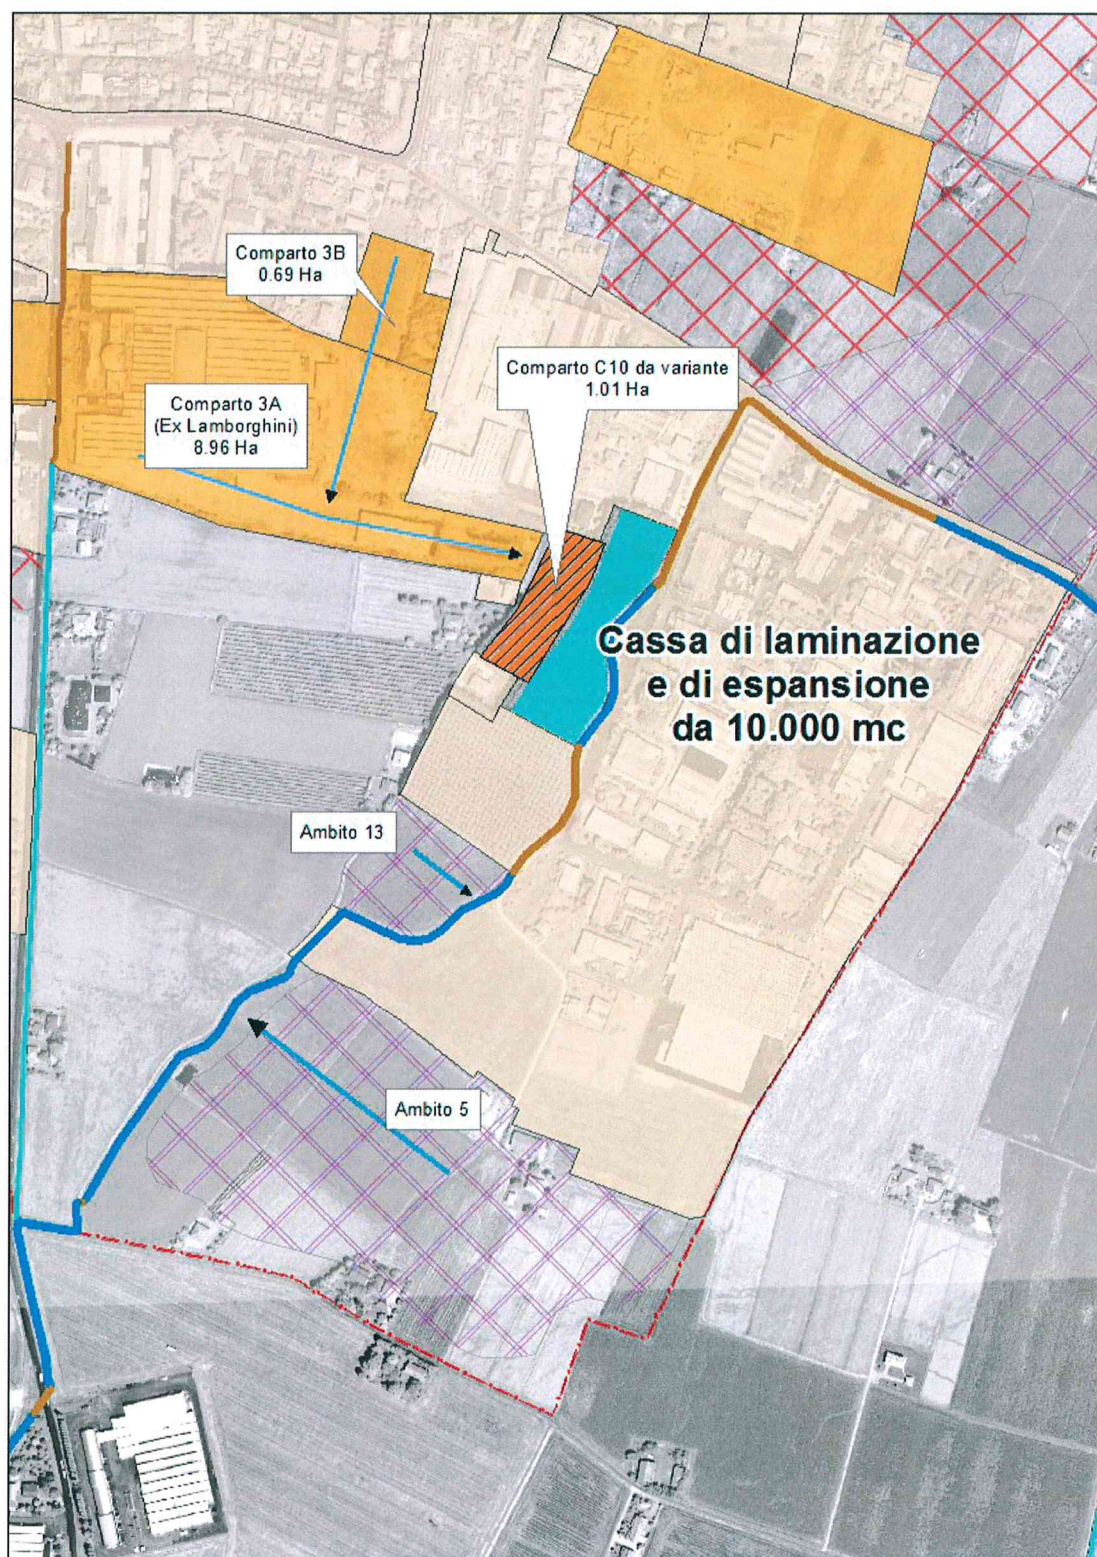 Comparto 3B
0.69 Ha
Comparto C10 da variante
1.01 Ha
Comparto 3A
(Ex Lamborghini)
8.96 Ha
Cassa di laminazione
e di espansione
da 10.000 mc
Ambito 13
Ambito 5